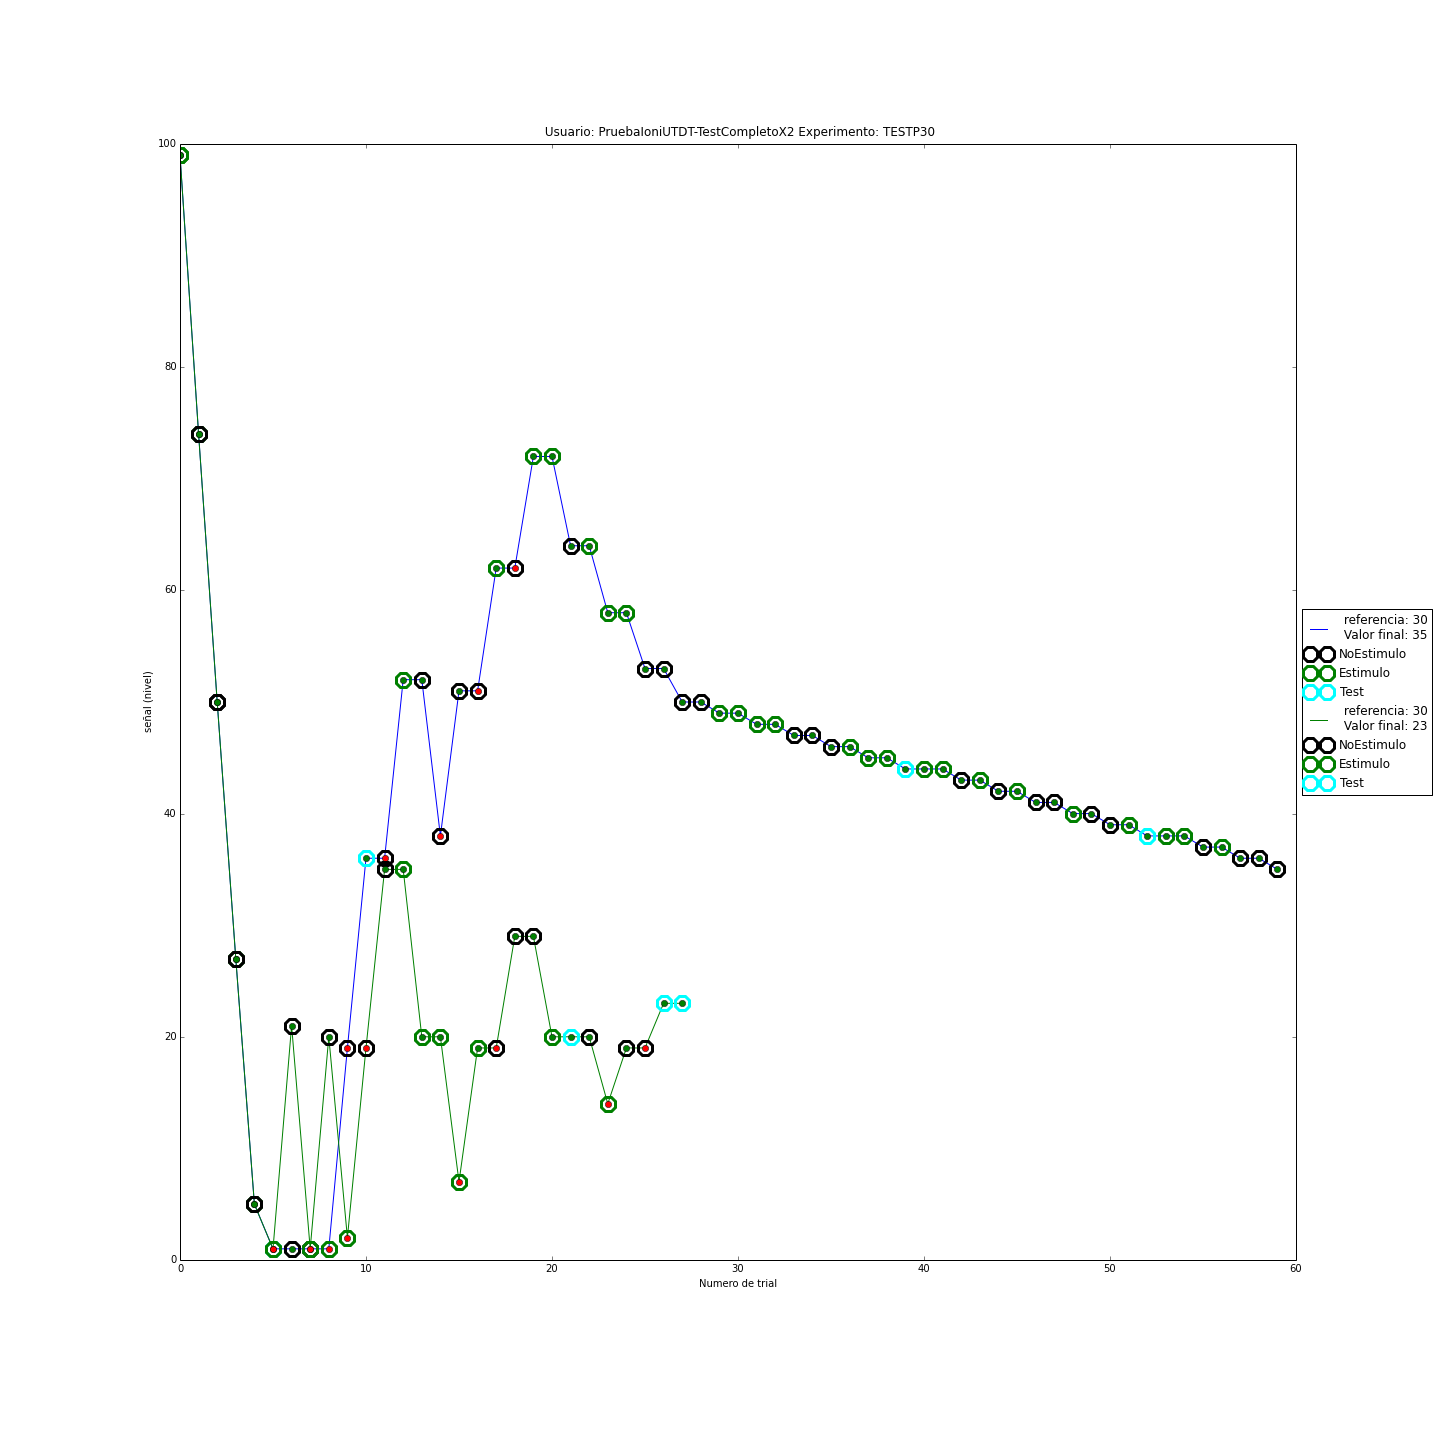 Usuario: PruebaIoniUTDT-TestCompletoX2 Experimento: TESTP30
100
80
60
40
20
0
señal (nivel)
0 10 20 30 40 50 60
Numero de trial
referencia: 30
Valor final: 35
NoEstimulo
Estimulo
Test
referencia: 30
Valor final: 23
NoEstimulo
Estimulo
Test